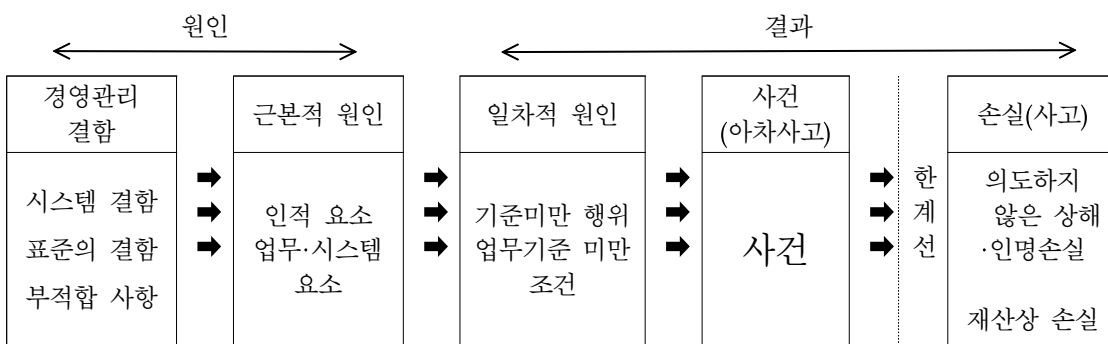 원인
결과
경영관리
결함
근본적 원인
일차적 원인
사건
(아차사고)
손실(사고)
시스템 결함
표준의 결함
부적합 사항
인적 요소
업무·시스템
요소
기준미만 행위
업무기준 미만
조건
사건
한
계
선
의도하지
않은 상해
·인명손실
재산상 손실